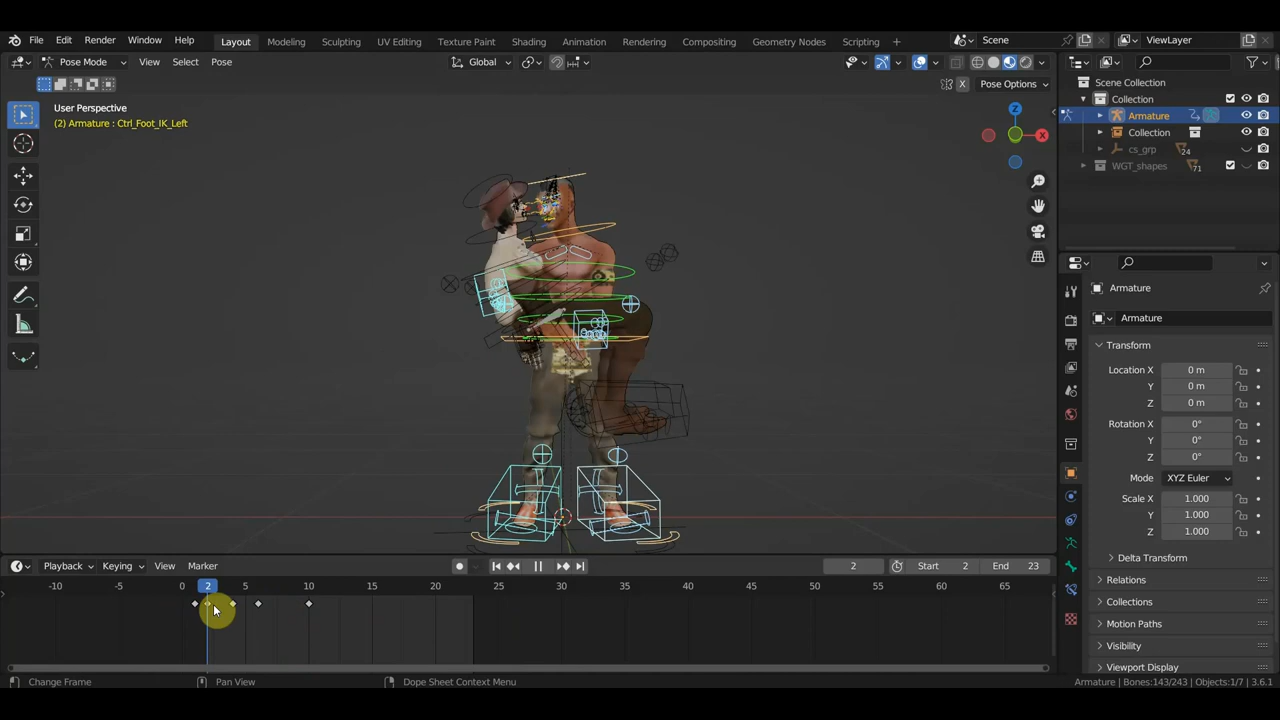 File Edit Render Window Help Layout Modeling Sculpting UV Editing Texture Paint Shading Animation Rendering Compositing Geometry Nodes Scripting + Scene ViewLayer
Pose Mode View Select Pose Global
X Pose Options
User Perspective
(2) Armature : Ctrl_Foot_IK_Left
Z
X
Scene Collection
Collection
Armature
Collection
cs_grp 24
WGT_shapes 71
Armature
Armature
Transform
Location X 0 m
Y 0 m
Z 0 m
Rotation X 0°
Y 0°
Z 0°
Mode XYZ Euler
Scale X 1.000
Y 1.000
Z 1.000
Delta Transform
Relations
Collections
Motion Paths
Visibility
Viewport Display
Playback Keying View Marker 2 Start 2 End 23
-10 -5 0 2 5 10 15 20 25 30 35 40 45 50 55 60 65
Change Frame Pan View Dope Sheet Context Menu Armature | Bones:143/243 | Objects:1/7 | 3.6.1